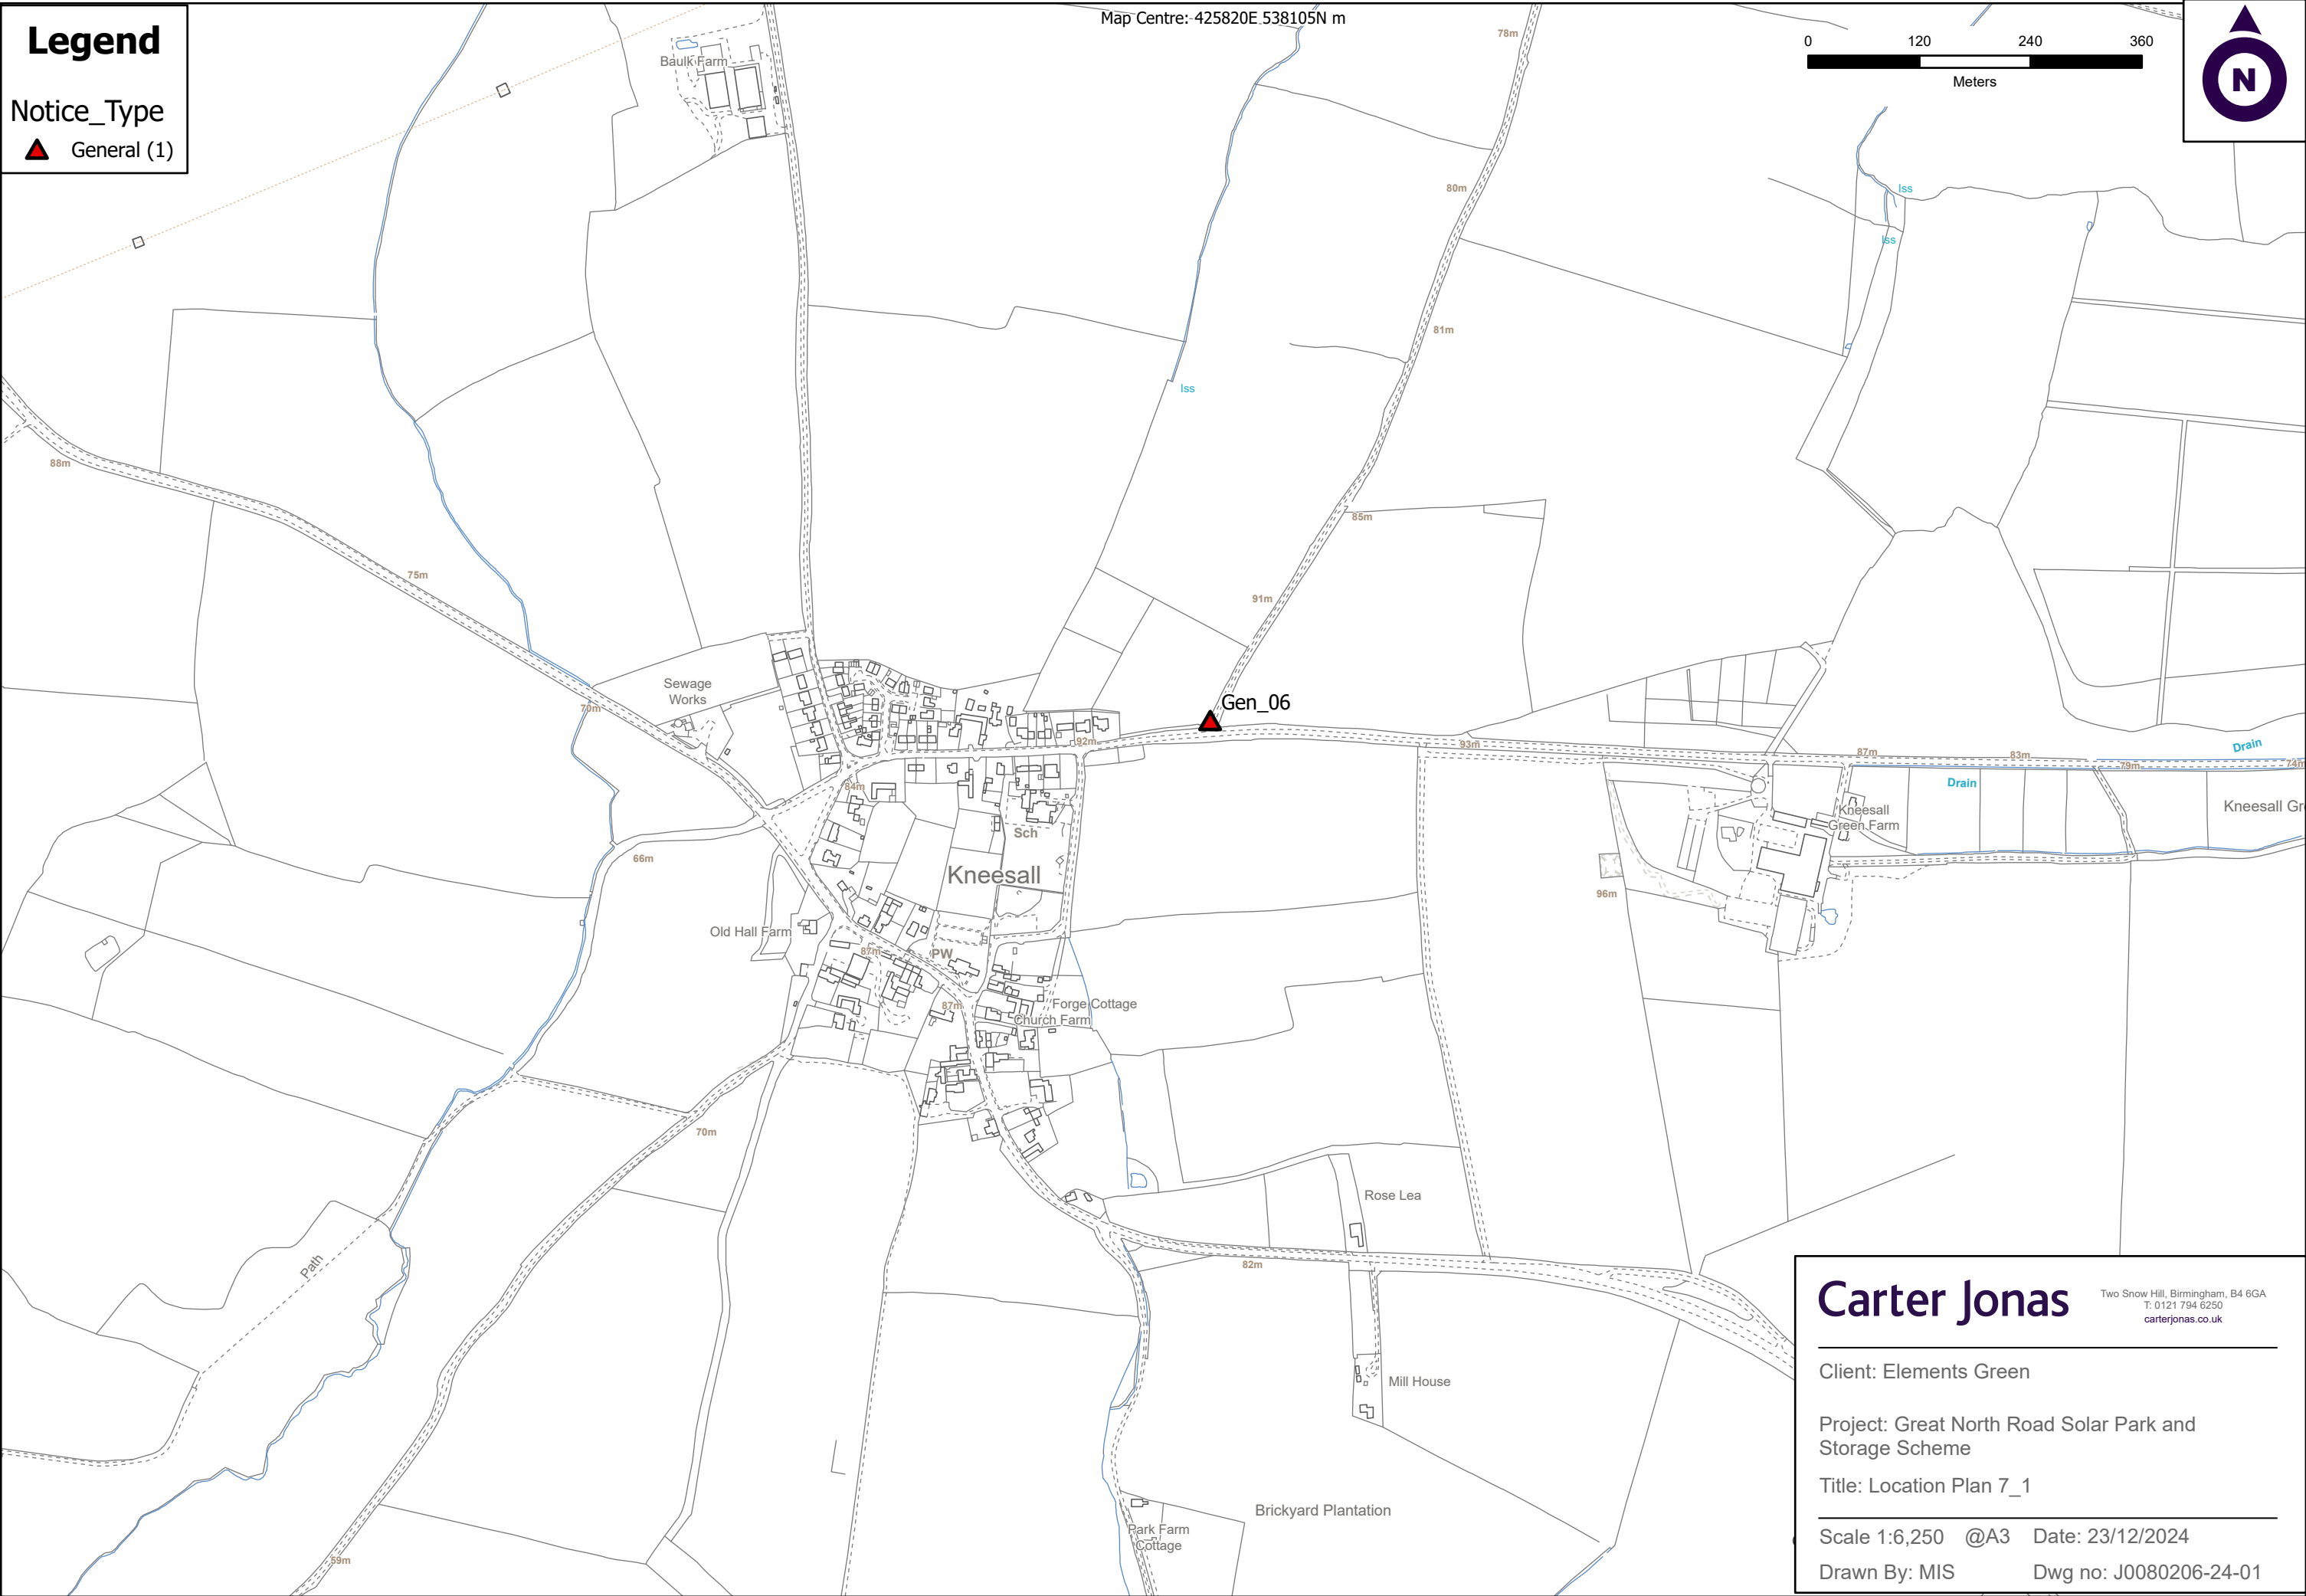 Map Centre: 425820E 538105N m
Legend
Notice_Type
General (1)
0 120 240 360
Meters
N
Baulk Farm
78m
80m
Iss
Iss
81m
Iss
88m
85m
75m
91m
Sewage
Works
70m
Gen_06
92m
93m
87m
83m
79m
74m
Drain
Drain
84m
Kneesall
Green Farm
Kneesall Gr
Sch
66m
Kneesall
96m
Old Hall Farm
87m
PW
87m
Forge Cottage
Church Farm
70m
Rose Lea
Path
82m
Mill House
Brickyard Plantation
Park Farm
Cottage
59m
Carter Jonas
Two Snow Hill, Birmingham, B4 6GA
T: 0121 794 6250
carterjonas.co.uk
Client: Elements Green
Project: Great North Road Solar Park and
Storage Scheme
Title: Location Plan 7_1
Scale 1:6,250 @A3 Date: 23/12/2024
Drawn By: MIS Dwg no: J0080206-24-01